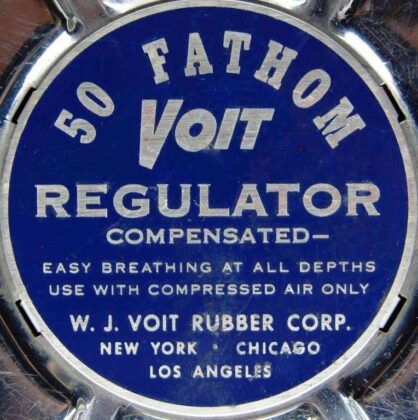 50 FATHOM
VOIT
REGULATOR
COMPENSATED–
EASY BREATHING AT ALL DEPTHS
USE WITH COMPRESSED AIR ONLY
W. J. VOIT RUBBER CORP.
NEW YORK · CHICAGO
LOS ANGELES